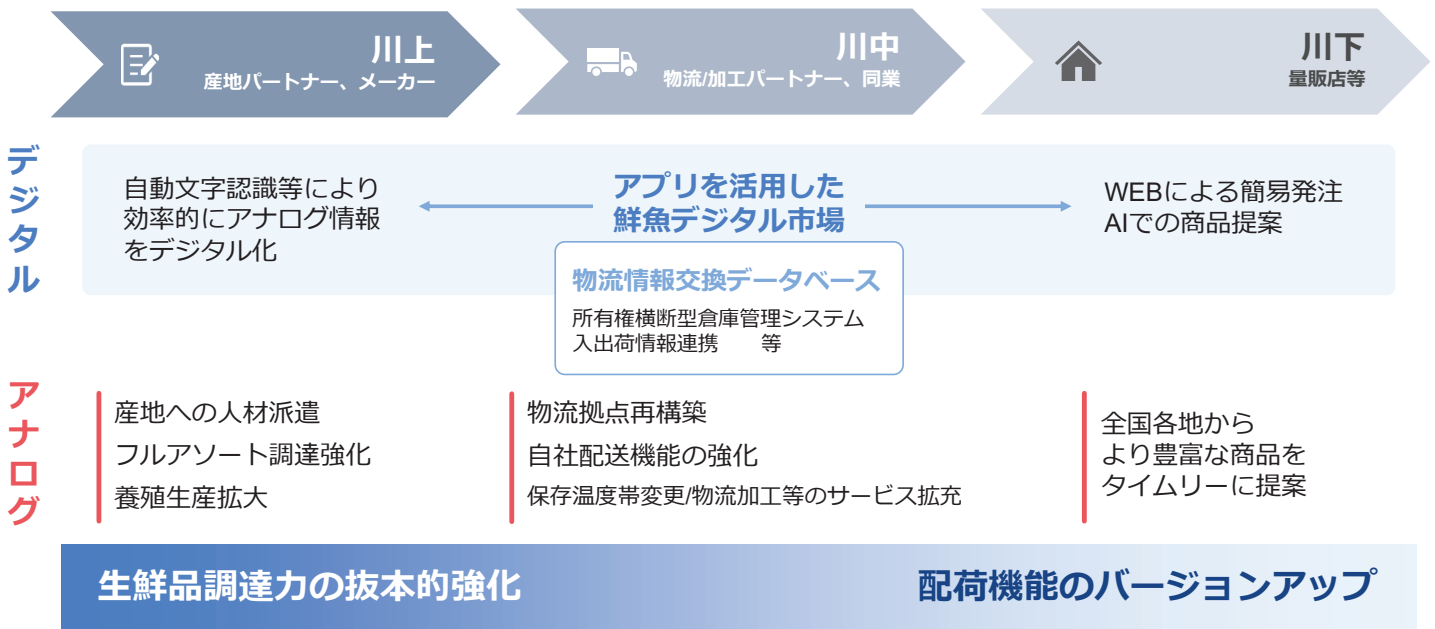 川上
産地パートナー、メーカー
川中
物流/加工パートナー、同業
川下
量販店等
デジタル
自動文字認識等により
効率的にアナログ情報
をデジタル化
アプリを活用した
鮮魚デジタル市場
WEBによる簡易発注
AIでの商品提案
物流情報交換データベース
所有権横断型倉庫管理システム
入出荷情報連携　　等
アナログ
産地への人材派遣
フルアソート調達強化
養殖生産拡大
物流拠点再構築
自社配送機能の強化
保存温度帯変更/物流加工等のサービス拡充
全国各地から
より豊富な商品を
タイムリーに提案
生鮮品調達力の抜本的強化
配荷機能のバージョンアップ